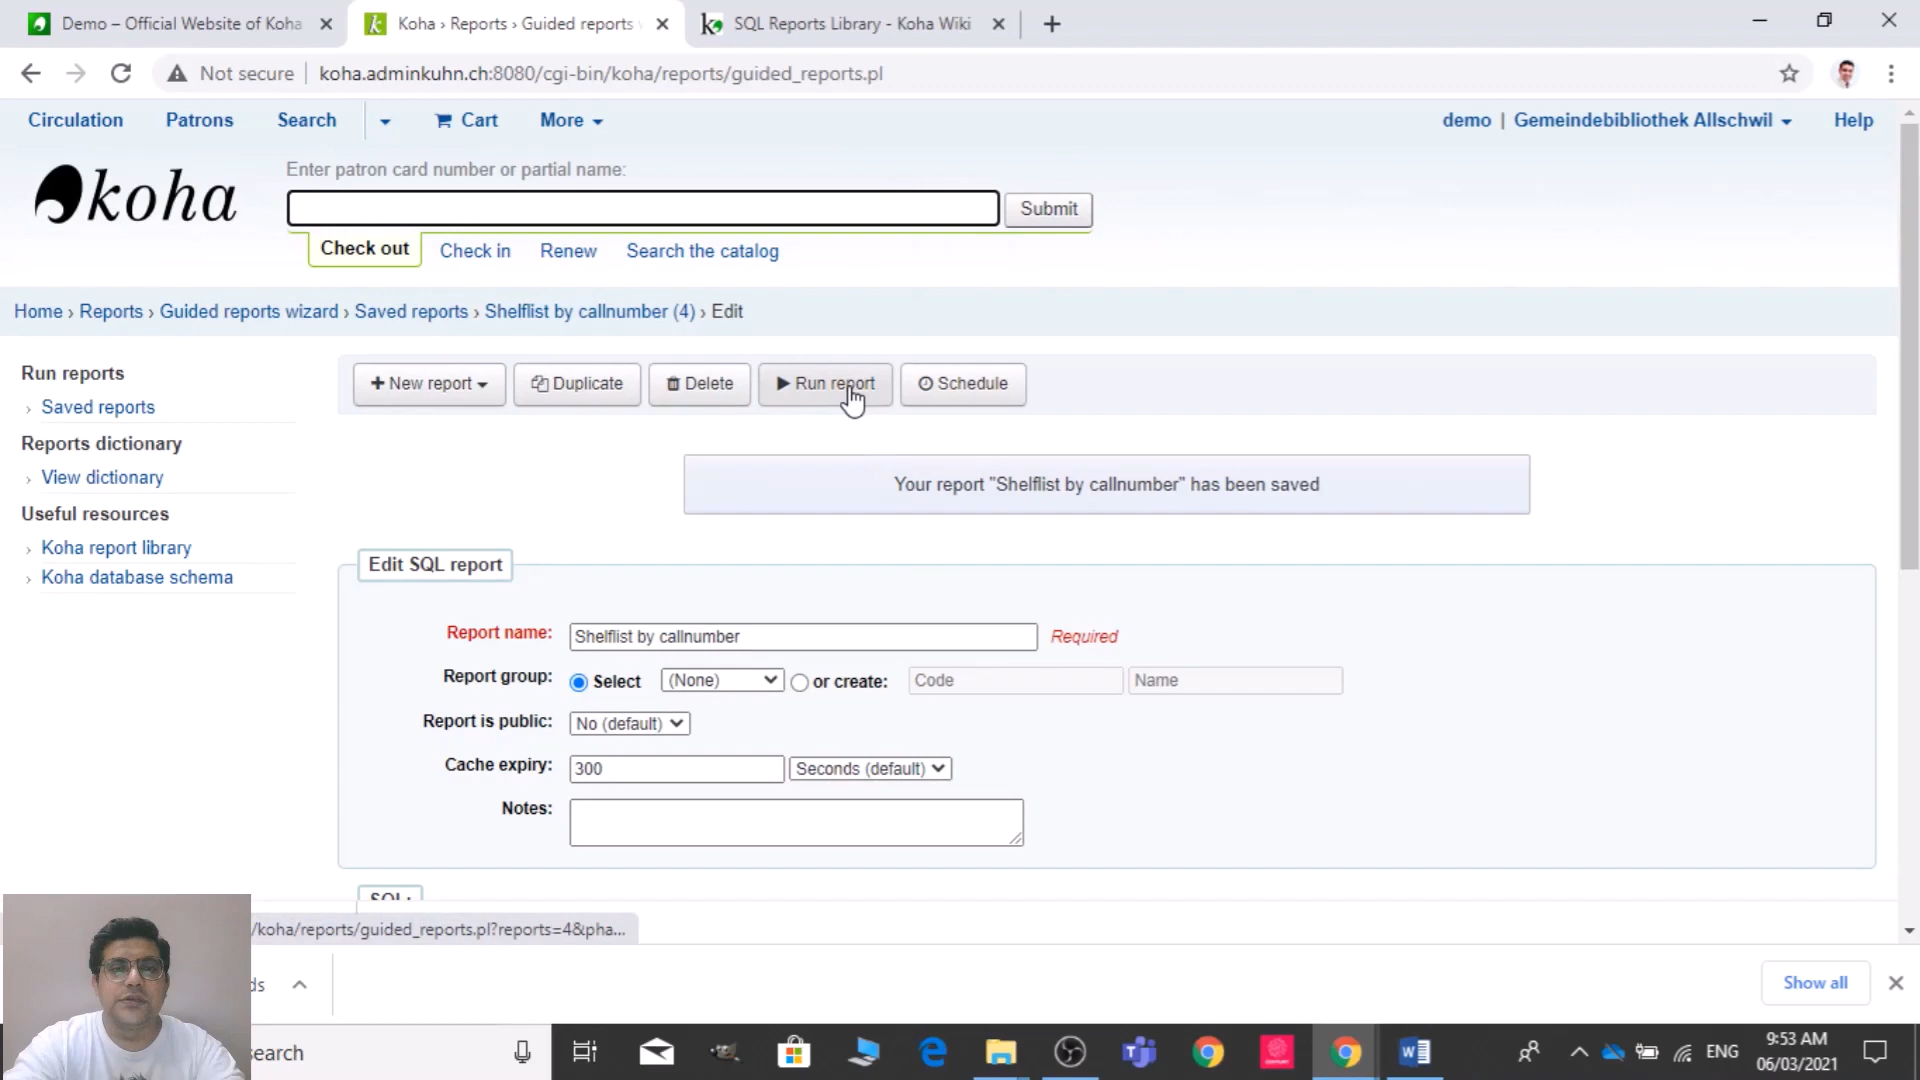 Demo – Official Website of Koha
Koha › Reports › Guided reports
SQL Reports Library - Koha Wiki
Not secure
koha.adminkuhn.ch:8080/cgi-bin/koha/reports/guided_reports.pl
Circulation Patrons Search Cart More
demo | Gemeindebibliothek Allschwil Help
koha
Enter patron card number or partial name:
Submit
Check out Check in Renew Search the catalog
Home › Reports › Guided reports wizard › Saved reports › Shelflist by callnumber (4) › Edit
Run reports
› Saved reports
Reports dictionary
› View dictionary
Useful resources
› Koha report library
› Koha database schema
+ New report Duplicate Delete Run report Schedule
Your report "Shelflist by callnumber" has been saved
Edit SQL report
Report name: Shelflist by callnumber Required
Report group: Select (None) or create: Code Name
Report is public: No (default)
Cache expiry: 300 Seconds (default)
Notes:
SQL:
/koha/reports/guided_reports.pl?reports=4&pha...
ds
Show all
search
ENG
9:53 AM
06/03/2021